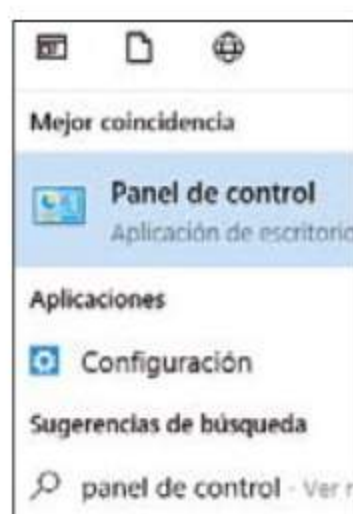 Mejor coincidencia
Panel de control
Aplicación de escritorio
Aplicaciones
Configuración
Sugerencias de búsqueda
panel de control - Ver